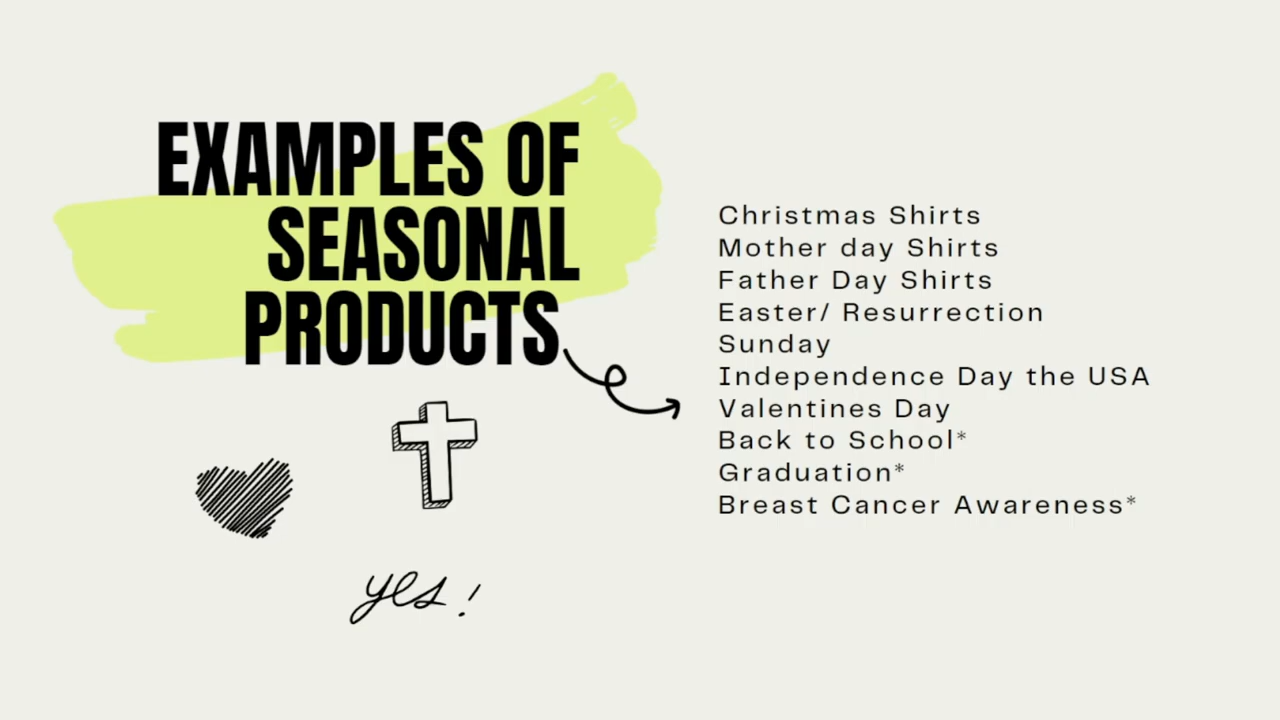 EXAMPLES OF
SEASONAL
PRODUCTS
Christmas Shirts
Mother day Shirts
Father Day Shirts
Easter/ Resurrection
Sunday
Independence Day the USA
Valentines Day
Back to School*
Graduation*
Breast Cancer Awareness*
yes!